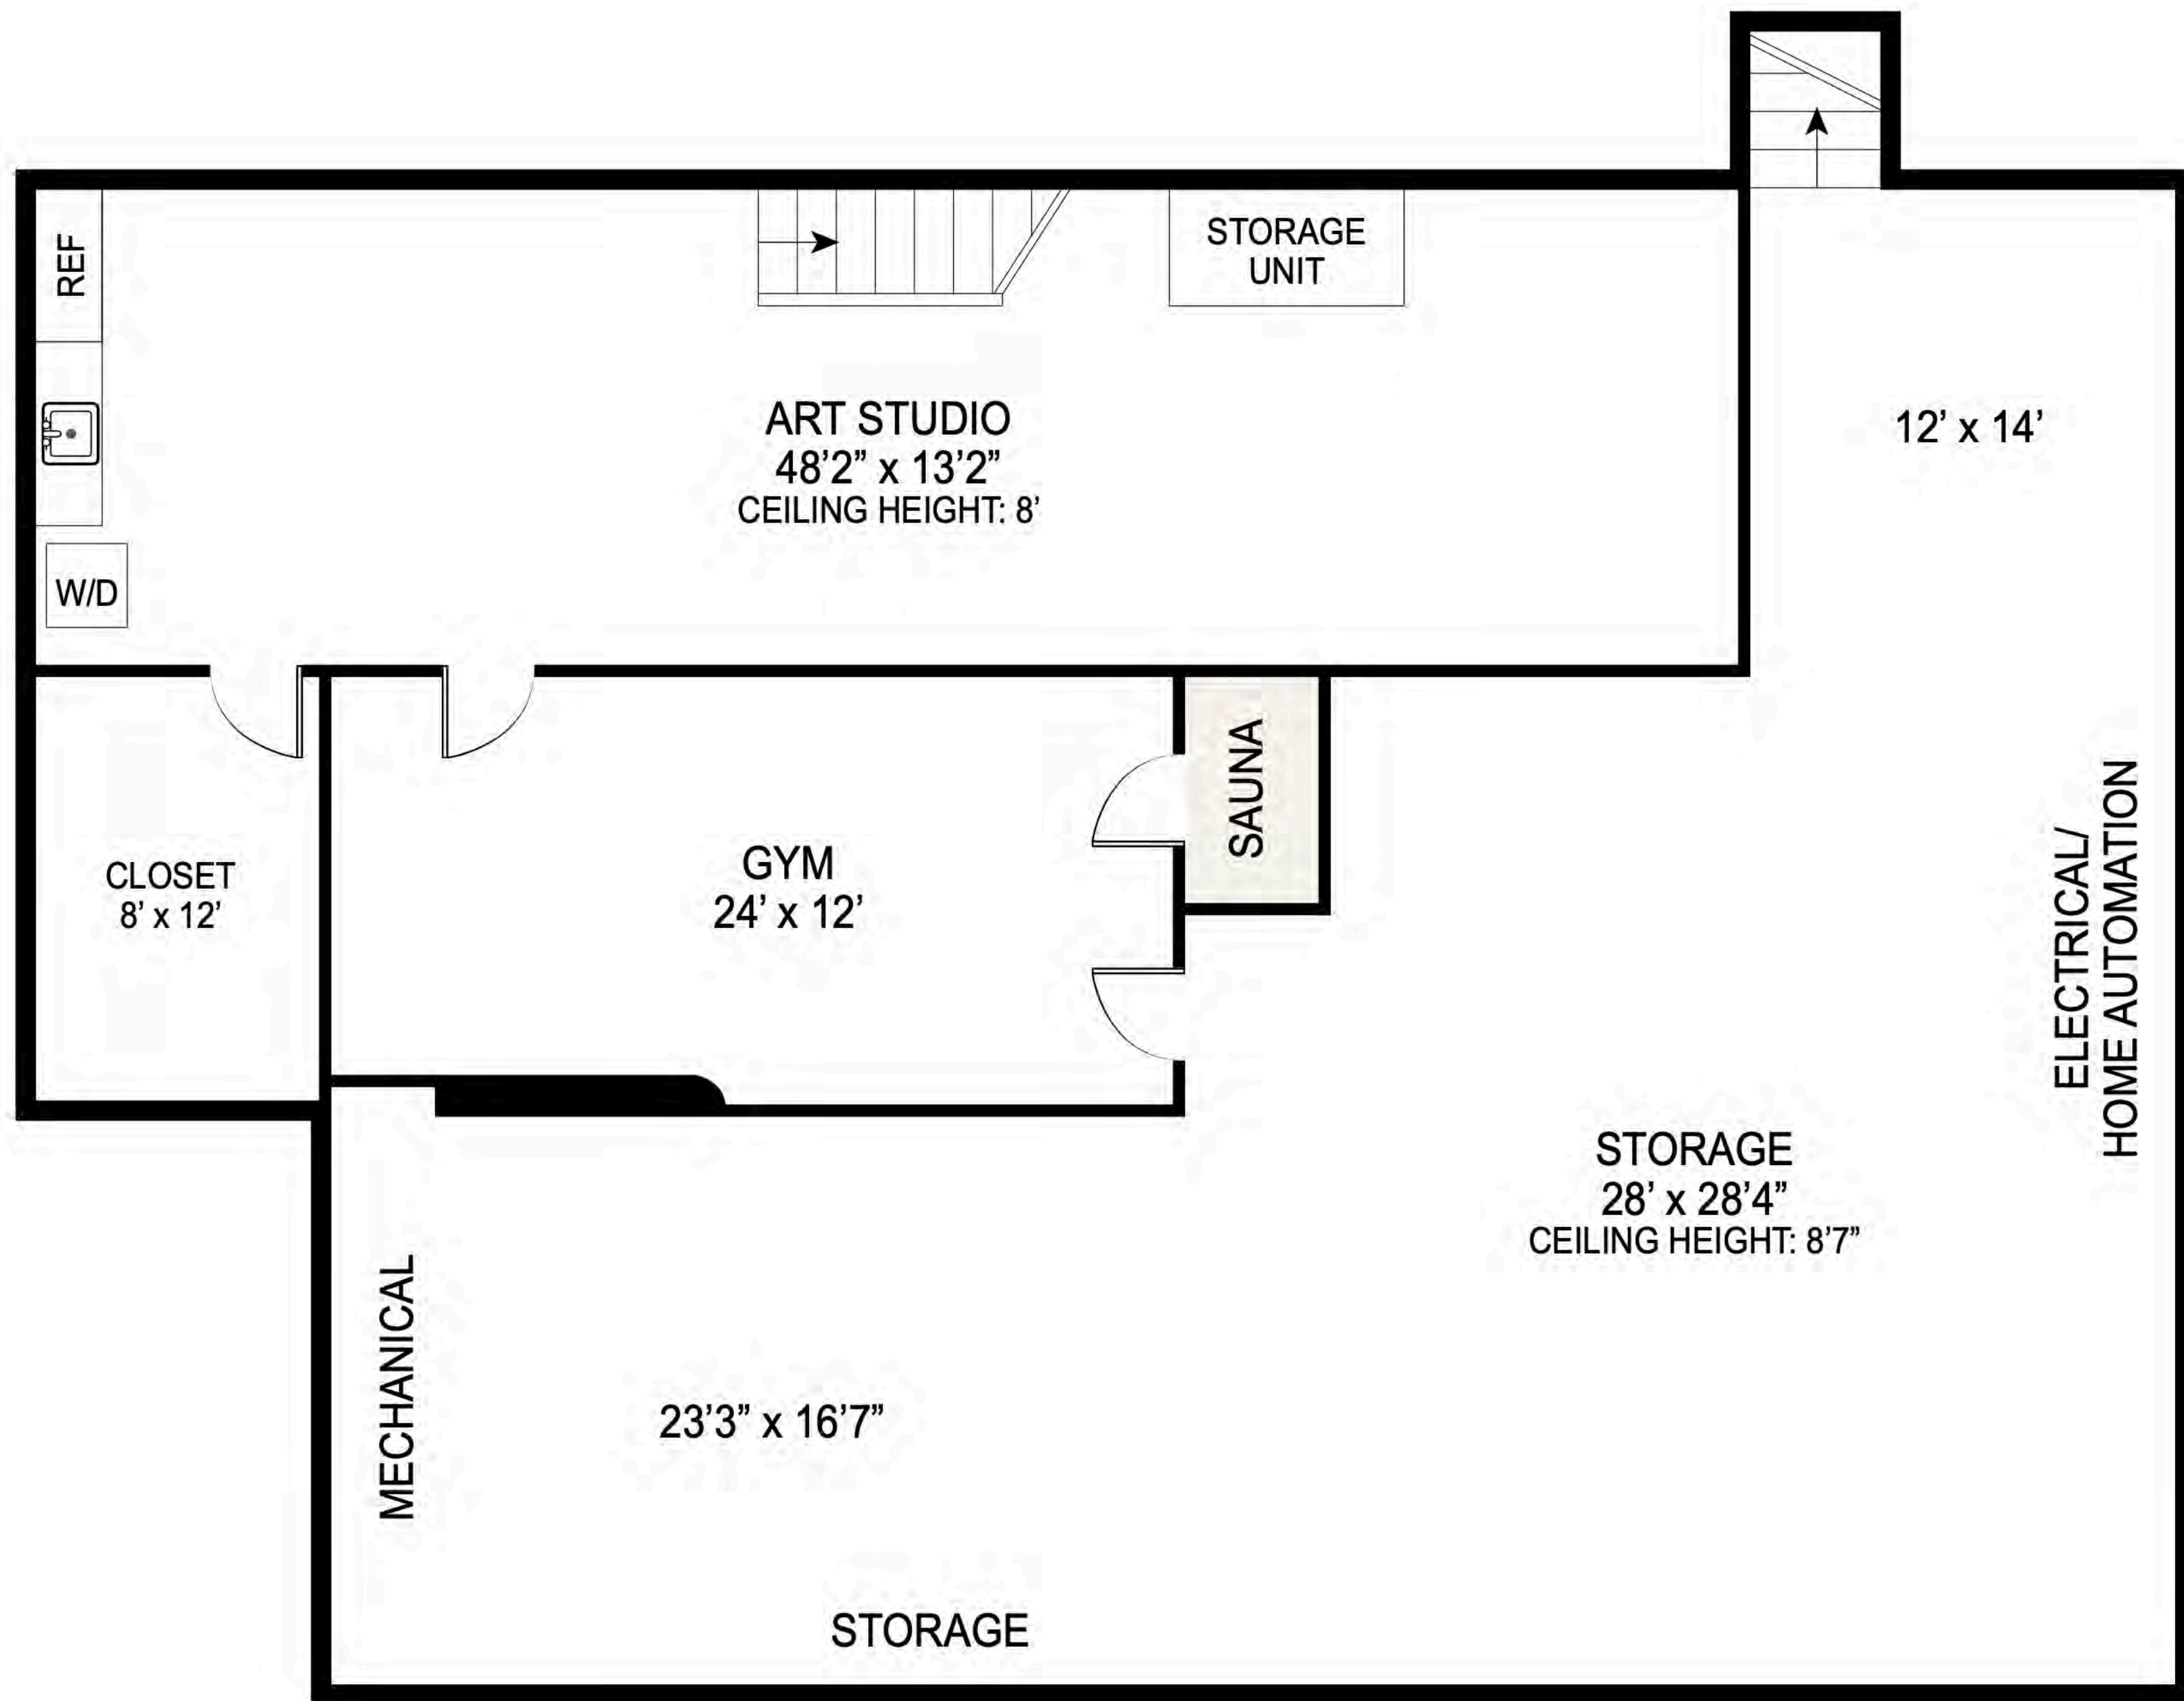 REF
STORAGE
UNIT
ART STUDIO
48’2” x 13’2”
CEILING HEIGHT: 8’
12’ x 14’
W/D
SAUNA
CLOSET
8’ x 12’
GYM
24’ x 12’
ELECTRICAL/
HOME AUTOMATION
STORAGE
28’ x 28’4”
CEILING HEIGHT: 8’7”
MECHANICAL
23’3” x 16’7”
STORAGE